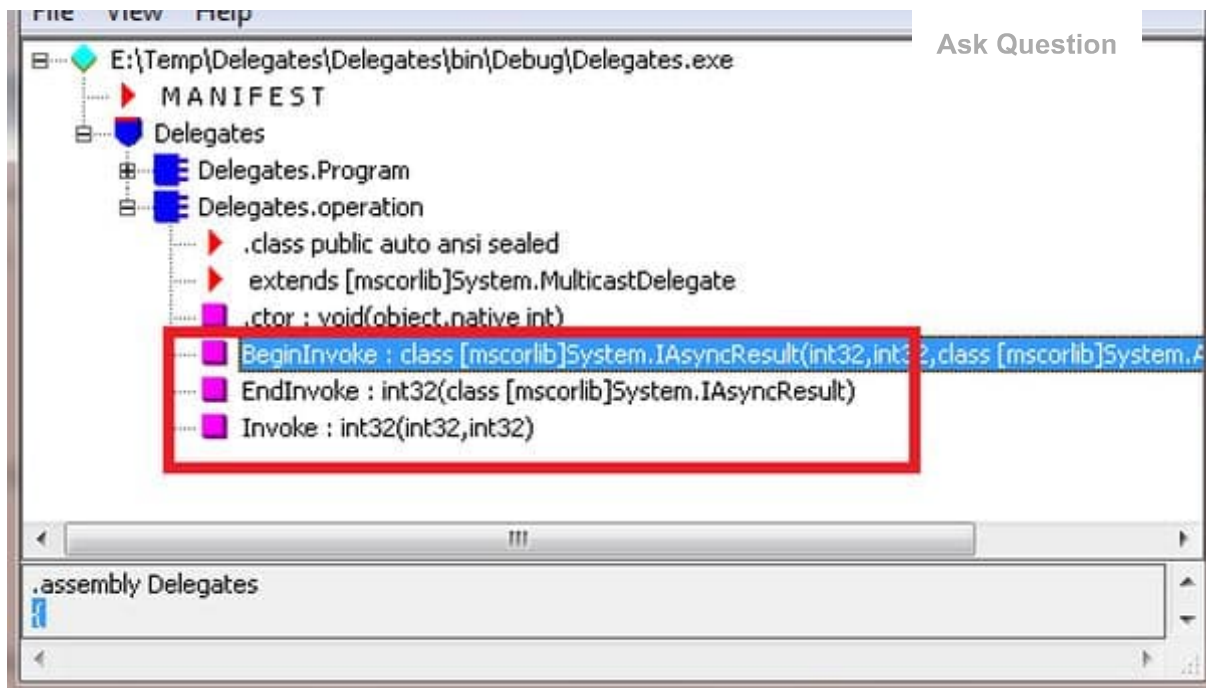 File View Help
Ask Question
E:\Temp\Delegates\Delegates\bin\Debug\Delegates.exe
M A N I F E S T
Delegates
Delegates.Program
Delegates.operation
.class public auto ansi sealed
extends [mscorlib]System.MulticastDelegate
.ctor : void(object,native int)
BeginInvoke : class [mscorlib]System.IAsyncResult(int32,int32,class [mscorlib]System.A
EndInvoke : int32(class [mscorlib]System.IAsyncResult)
Invoke : int32(int32,int32)
.assembly Delegates
{